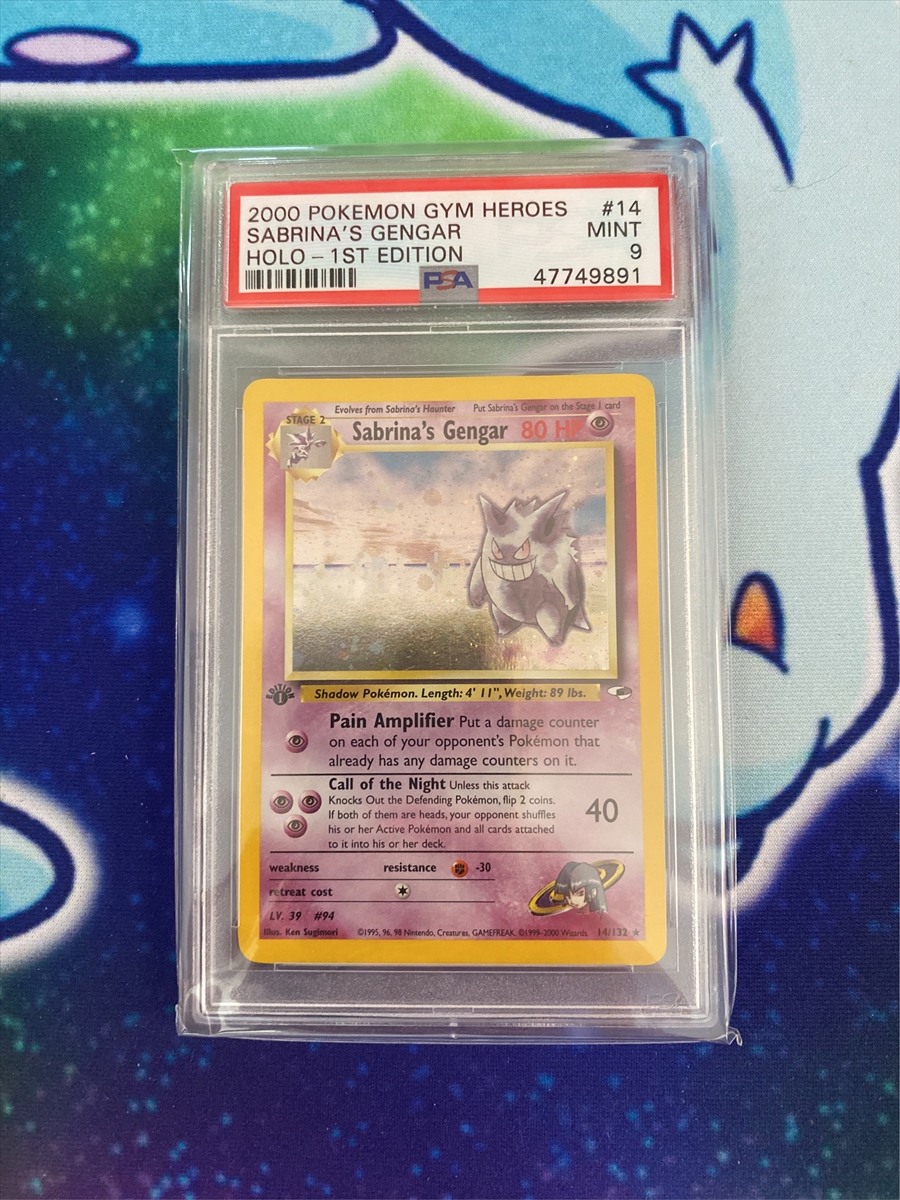 2000 POKEMON GYM HEROES #14
SABRINA'S GENGAR MINT
HOLO - 1ST EDITION 9
PSA 47749891
Evolves from Sabrina's Haunter Put Sabrina's Gengar on the Stage 1 card
STAGE 2
Sabrina's Gengar 80 HP
EDITION 1
Shadow Pokémon. Length: 4' 11", Weight: 89 lbs.
Pain Amplifier Put a damage counter
on each of your opponent's Pokémon that
already has any damage counters on it.
Call of the Night Unless this attack
Knocks Out the Defending Pokémon, flip 2 coins.
If both of them are heads, your opponent shuffles
his or her Active Pokémon and all cards attached
to it into his or her deck.
40
weakness resistance -30
retreat cost
LV. 39 #94
Illus. Ken Sugimori ©1995, 96, 98 Nintendo, Creatures, GAMEFREAK. ©1999-2000 Wizards. 14/132 ★